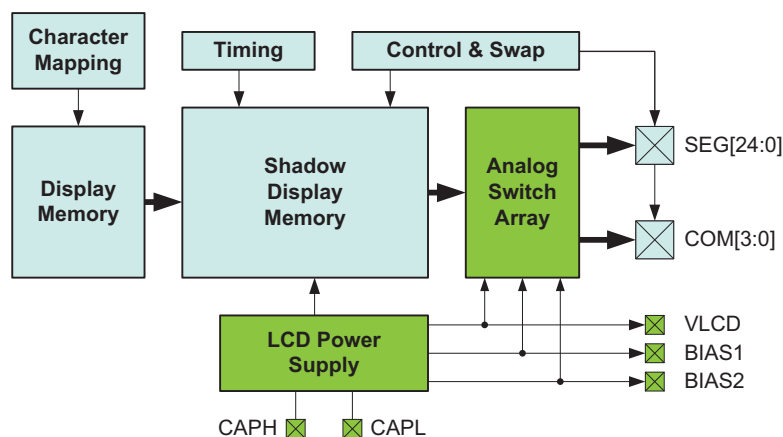 Character
Mapping
Timing
Control & Swap
Display
Memory
Shadow
Display
Memory
Analog
Switch
Array
SEG[24:0]
COM[3:0]
LCD Power
Supply
VLCD
BIAS1
BIAS2
CAPH
CAPL